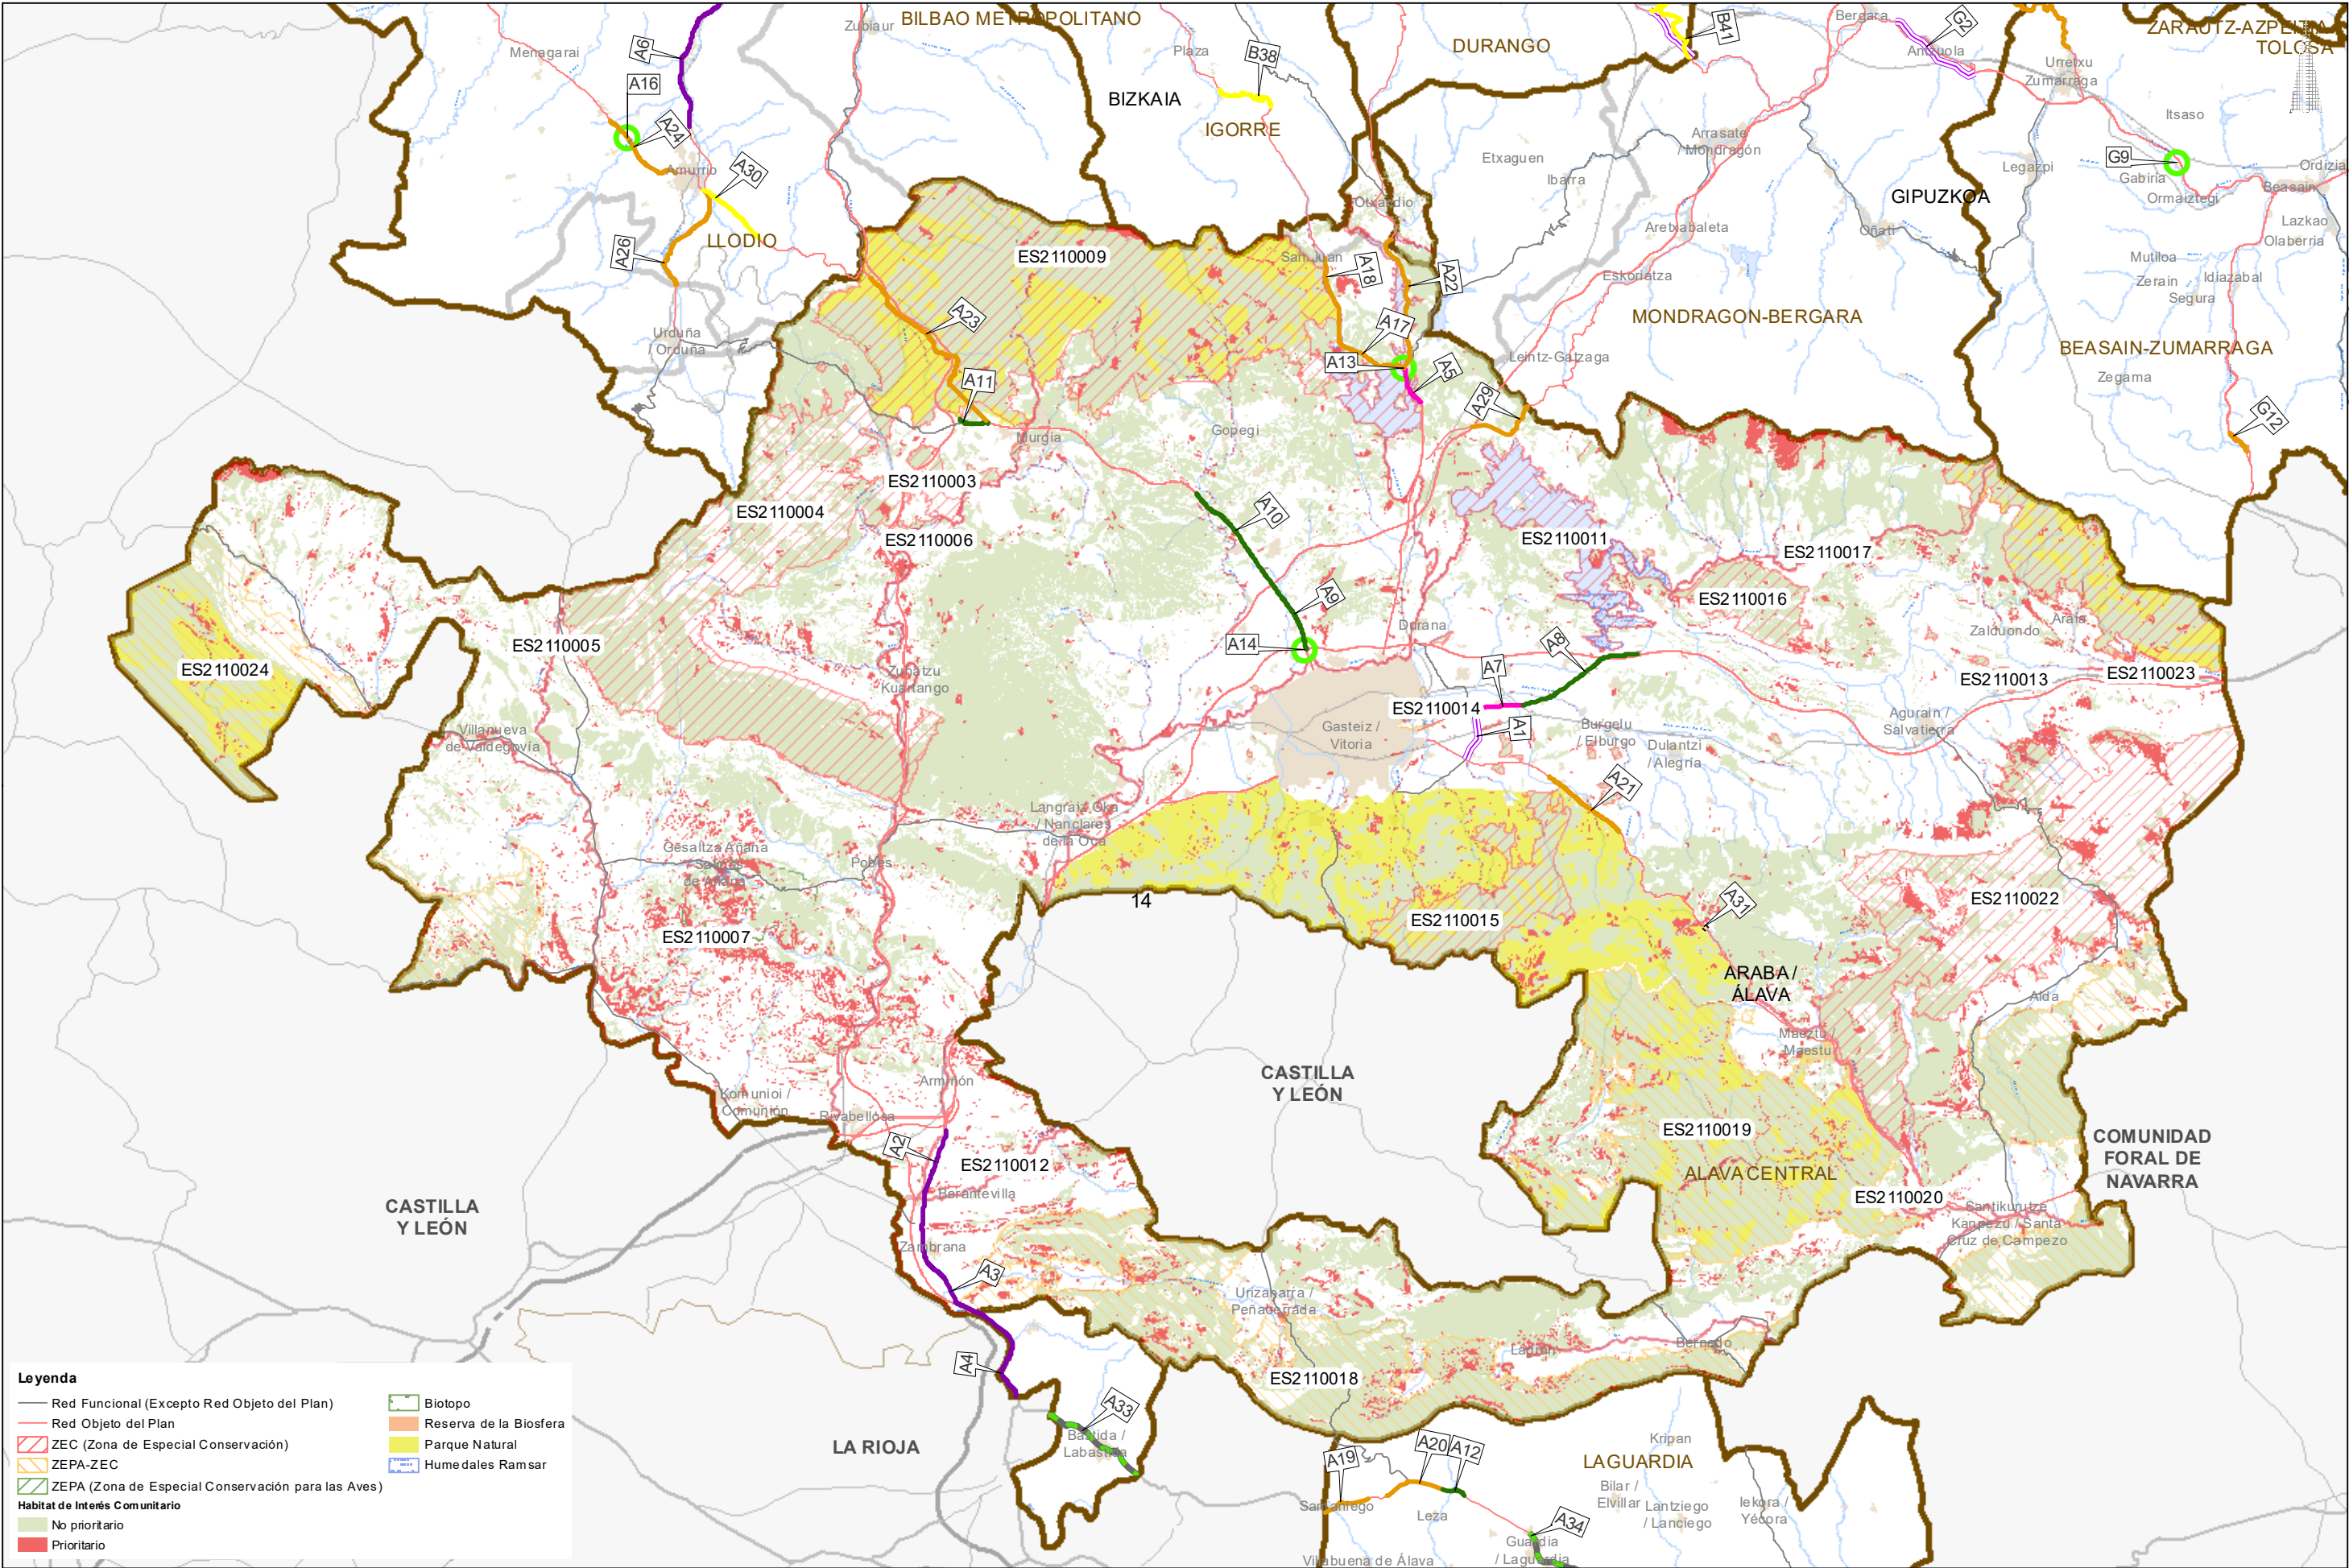 BILBAO METROPOLITANO
Zubiaur
Menagarai
A6
A16
A24
Amurrio
A30
A26
LLODIO
Urduña
/ Orduña
Plaza
B38
BIZKAIA
IGORRE
DURANGO
B41
Bergara
G2
Antzuola
ZARAUTZ-AZPEITIA
TOLOSA
Urretxu
Zumarraga
Itsaso
G9
Gabiria
Ordizia
Beasain
Ormaiztegi
Lazkao
Olaberria
Legazpi
Mutiloa
Zerain
Idiazabal
Segura
BEASAIN-ZUMARRAGA
Zegama
G12
Arrasate
/ Mondragón
Etxaguen
Ibarra
GIPUZKOA
Oñati
Aretxabaleta
Eskoriatza
MONDRAGON-BERGARA
Leintz-Gatzaga
Otxandio
San Juan
A18
A22
A17
A13
A5
A29
ES2110009
A23
A11
Murgia
Gopegi
ES2110003
ES2110004
ES2110006
A10
ES2110011
ES2110017
ES2110016
A9
A14
Durana
A8
A7
ES2110014
A1
Zalduondo
Araia
ES2110013
ES2110023
ES2110005
ES2110024
Zuhatzu
Kuartango
Gasteiz /
Vitoria
Burgelu
/ Elburgo
Dulantzi
/ Alegría
Agurain /
Salvatierra
Villanueva
de Valdegovía
A21
Langraiz Oka
/ Nanclares
de la Oca
Gesaltza Añana
/ Salinas
de Añana
Pobes
14
ES2110015
ES2110022
A31
ES2110007
ARABA /
ÁLAVA
Alda
Maeztu /
Maestu
CASTILLA
Y LEÓN
Armiñón
Komunioi /
Comunión
Rivabellosa
A2
ES2110012
Berantevilla
ES2110019
ALAVA CENTRAL
COMUNIDAD
FORAL DE
NAVARRA
ES2110020
Santikurutze
Kanpezu / Santa
Cruz de Campezo
CASTILLA
Y LEÓN
Zambrana
A3
Urizaharra /
Peñacerrada
Lagrán
Bernedo
A4
ES2110018
A33
Bastida /
Labastida
LA RIOJA
A19
A20
A12
LAGUARDIA
Kripan
Bilar /
Elvillar
Lantziego
/ Lanciego
Iekora /
Yécora
Samaniego
Leza
A34
Guardia
/ Laguardia
Villabuena de Álava
Leyenda
Red Funcional (Excepto Red Objeto del Plan)
Red Objeto del Plan
ZEC (Zona de Especial Conservación)
ZEPA-ZEC
ZEPA (Zona de Especial Conservación para las Aves)
Habitat de Interés Comunitario
No prioritario
Prioritario
Biotopo
Reserva de la Biosfera
Parque Natural
Humedales Ramsar